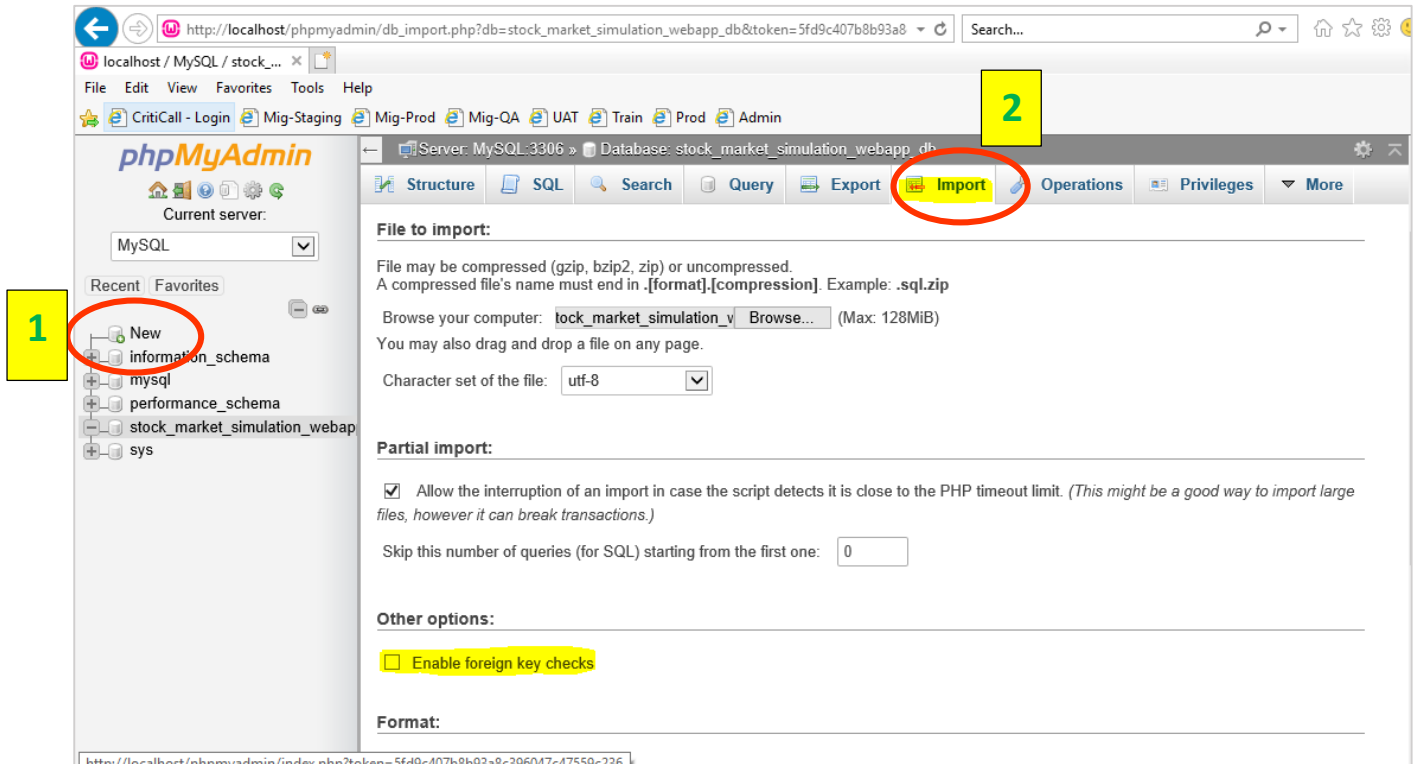 http://localhost/phpmyadmin/db_import.php?db=stock_market_simulation_webapp_db&token=5fd9c407b8b93a8
Search...
localhost / MySQL / stock_...
File Edit View Favorites Tools Help
CritiCall - Login Mig-Staging Mig-Prod Mig-QA UAT Train Prod Admin
2
phpMyAdmin
Server: MySQL:3306 » Database: stock_market_simulation_webapp_db
Structure SQL Search Query Export Import Operations Privileges More
Current server:
MySQL
Recent Favorites
1
New
information_schema
mysql
performance_schema
stock_market_simulation_webap
sys
File to import:
File may be compressed (gzip, bzip2, zip) or uncompressed.
A compressed file's name must end in .[format].[compression]. Example: .sql.zip
Browse your computer: tock_market_simulation_v Browse... (Max: 128MiB)
You may also drag and drop a file on any page.
Character set of the file: utf-8
Partial import:
Allow the interruption of an import in case the script detects it is close to the PHP timeout limit. (This might be a good way to import large
files, however it can break transactions.)
Skip this number of queries (for SQL) starting from the first one: 0
Other options:
Enable foreign key checks
Format: